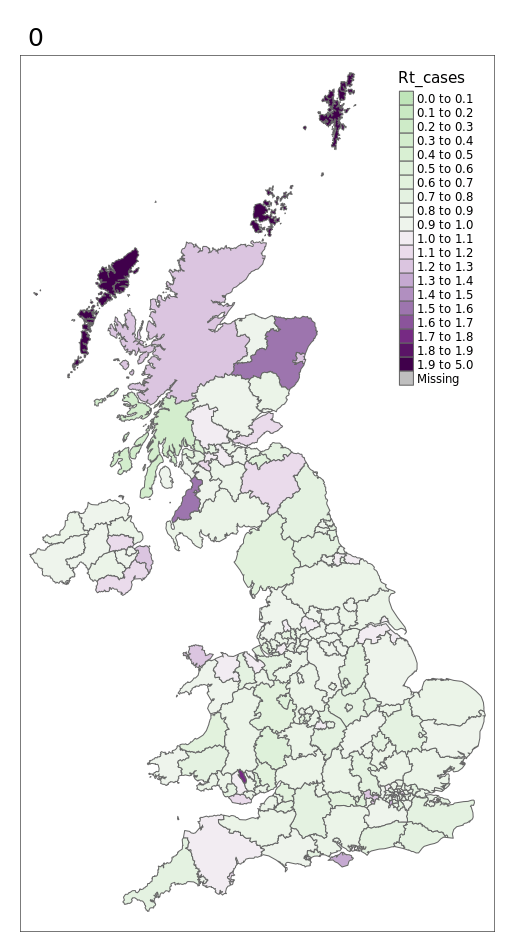 0
Rt_cases
0.0 to 0.1
0.1 to 0.2
0.2 to 0.3
0.3 to 0.4
0.4 to 0.5
0.5 to 0.6
0.6 to 0.7
0.7 to 0.8
0.8 to 0.9
0.9 to 1.0
1.0 to 1.1
1.1 to 1.2
1.2 to 1.3
1.3 to 1.4
1.4 to 1.5
1.5 to 1.6
1.6 to 1.7
1.7 to 1.8
1.8 to 1.9
1.9 to 5.0
Missing